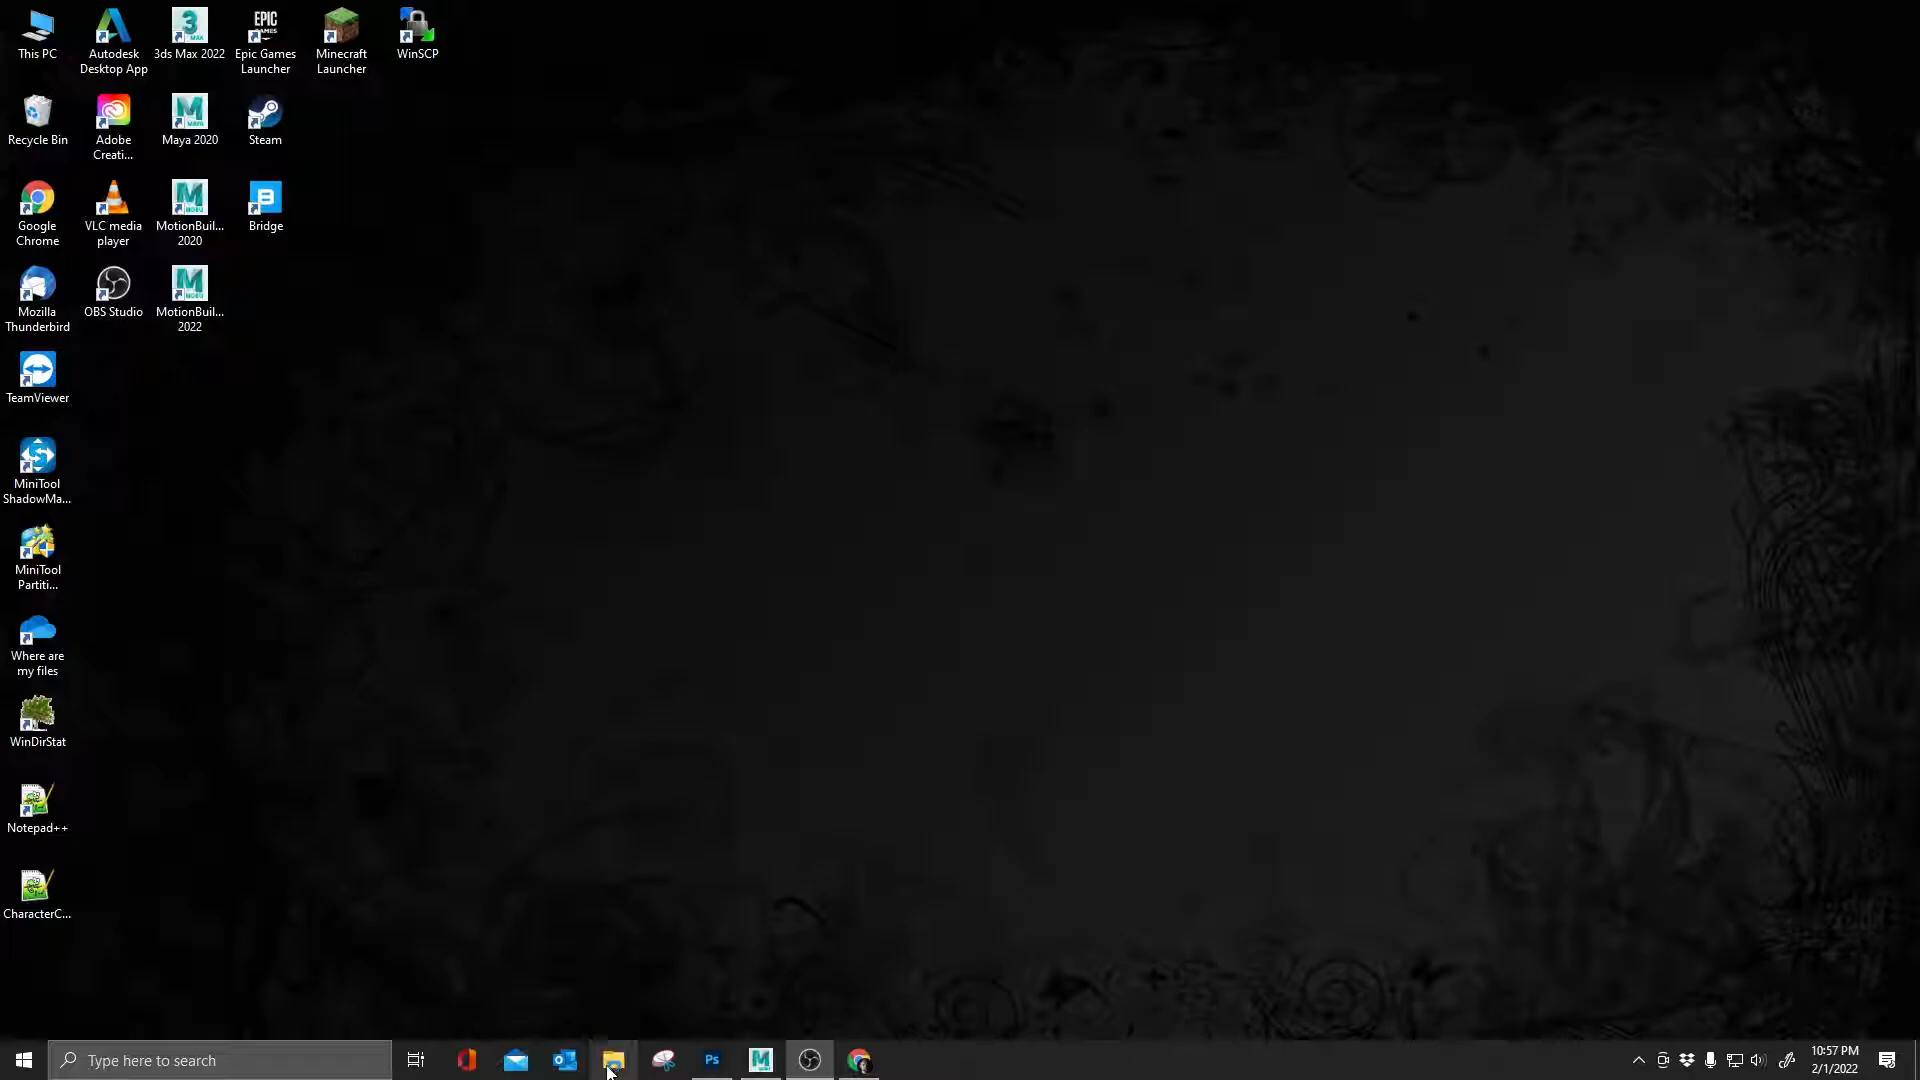 This PC
Autodesk
Desktop App
3ds Max 2022
Epic Games
Launcher
Minecraft
Launcher
WinSCP
Recycle Bin
Adobe
Creati...
Maya 2020
Steam
Google
Chrome
VLC media
player
MotionBuil...
2020
Bridge
Mozilla
Thunderbird
OBS Studio
MotionBuil...
2022
TeamViewer
MiniTool
ShadowMa...
MiniTool
Partiti...
Where are
my files
WinDirStat
Notepad++
CharacterC...
Type here to search
Ps
10:57 PM
2/1/2022